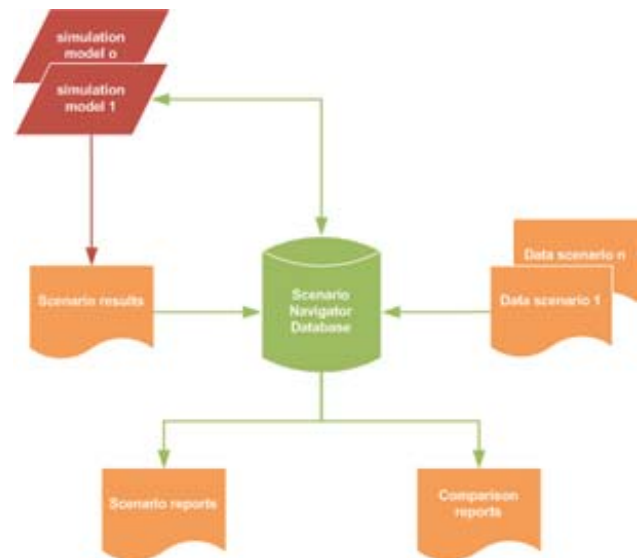 simulation
model o
simulation
model 1
Data scenario n
Scenario results
Scenario
Navigator
Database
Data scenario 1
Scenario reports
Comparison
reports